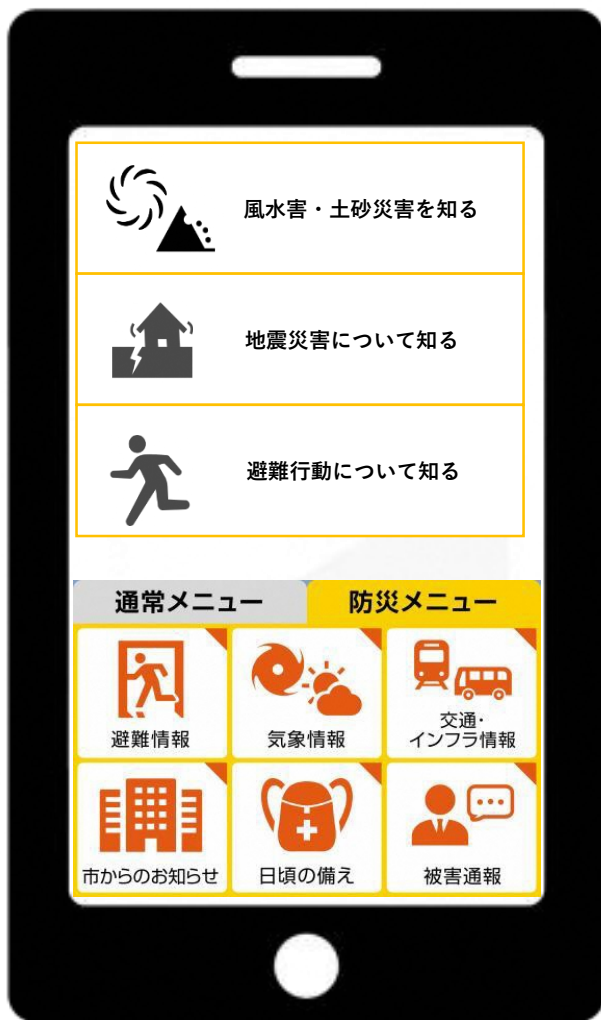 風水害・土砂災害を知る
地震災害について知る
避難行動について知る
通常メニュー
防災メニュー
避難情報
気象情報
交通・
インフラ情報
市からのお知らせ
日頃の備え
被害通報